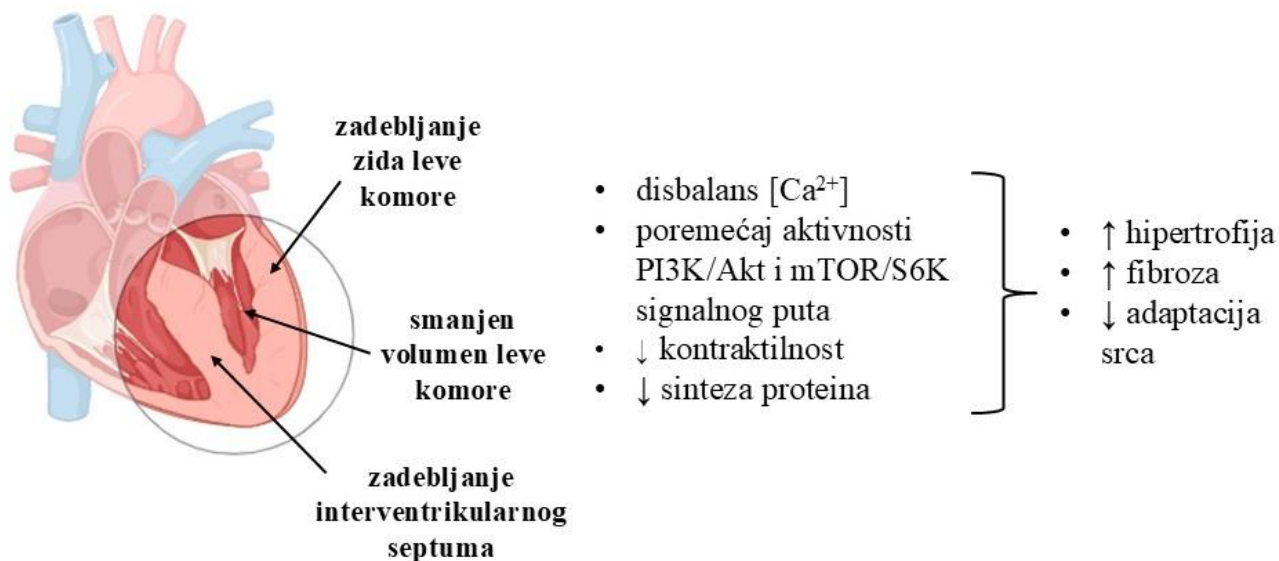 zadebljanje
zida leve
komore
smanjen
volumen leve
komore
zadebljanje
interventrikularnog
septuma
• disbalans [Ca²⁺]
• poremećaj aktivnosti
PI3K/Akt i mTOR/S6K
signalnog puta
• ↓ kontraktilnost
• ↓ sinteza proteina
• ↑ hipertrofija
• ↑ fibroza
• ↓ adaptacija
srca